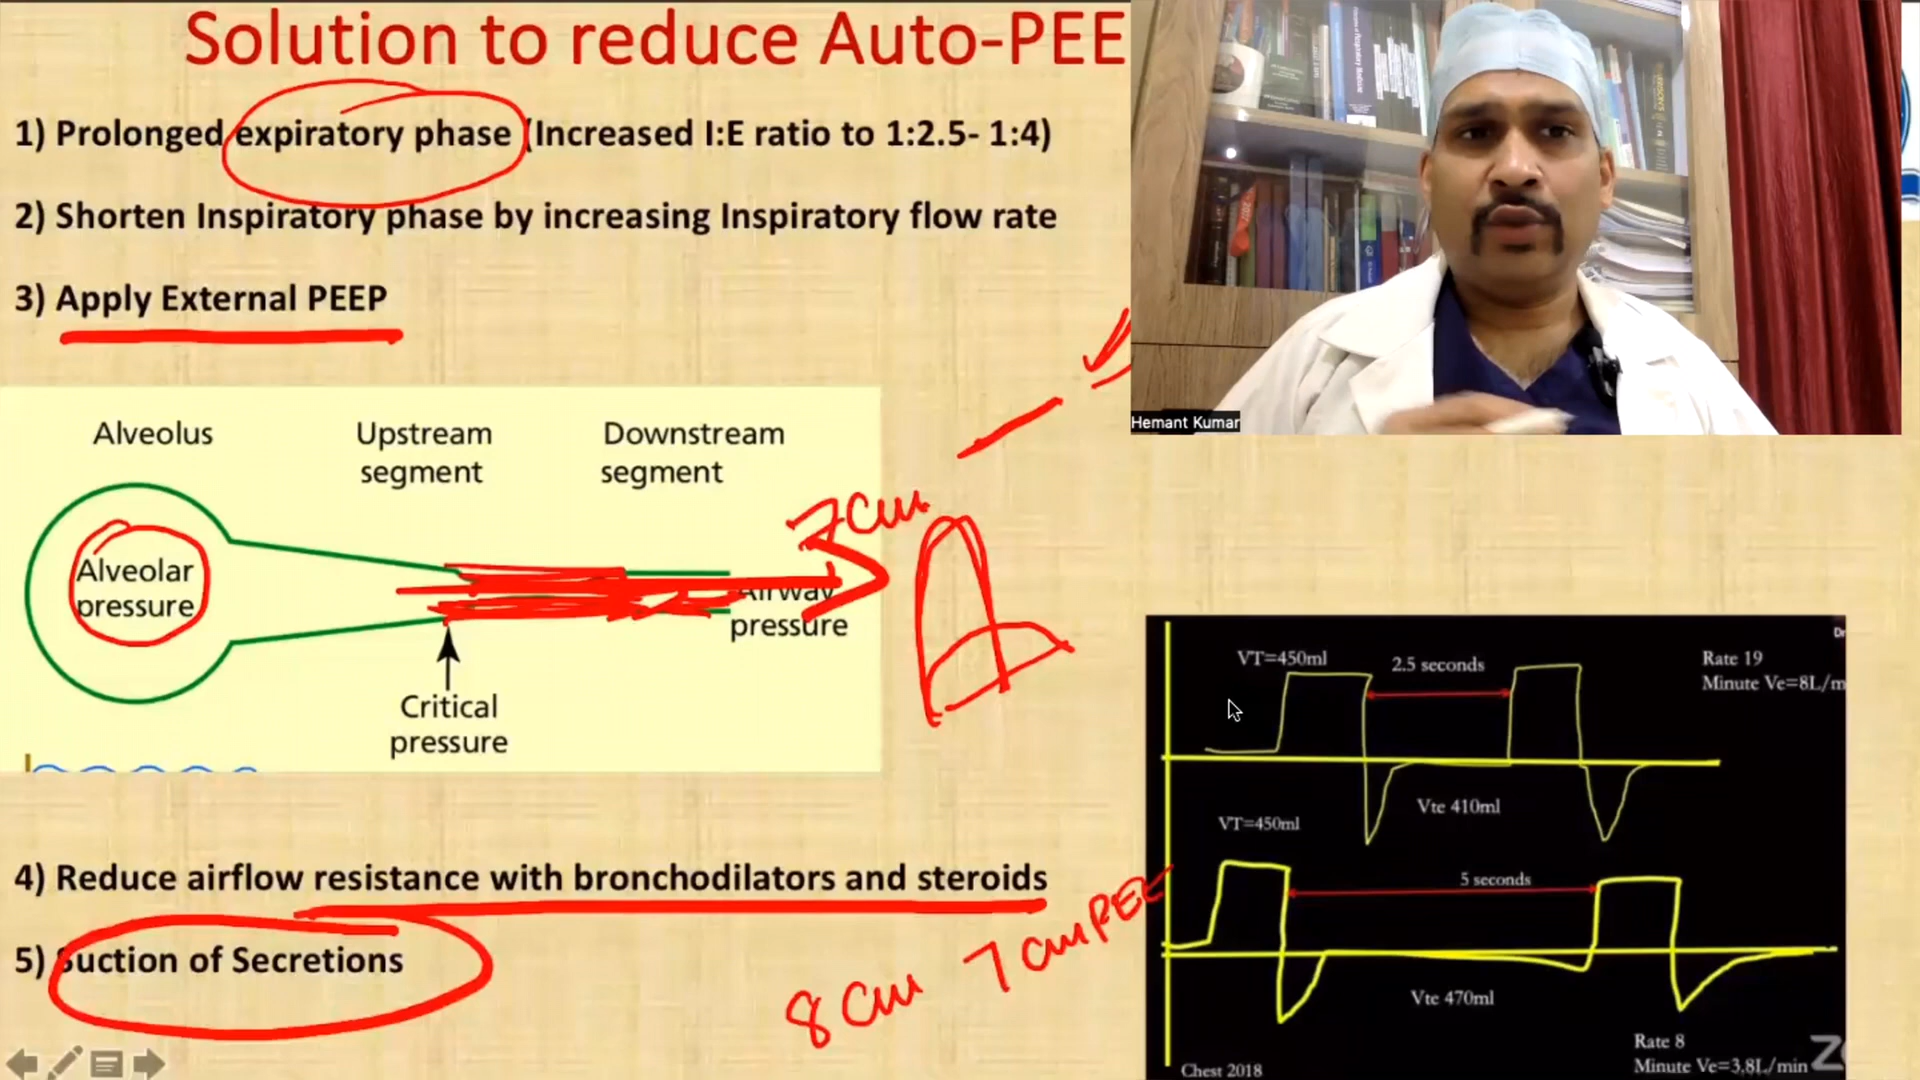 Solution to reduce Auto-PEE
1) Prolonged expiratory phase (Increased I:E ratio to 1:2.5- 1:4)
2) Shorten Inspiratory phase by increasing Inspiratory flow rate
3) Apply External PEEP
Hemant Kumar
Alveolus
Upstream
segment
Downstream
segment
7cm
Alveolar
pressure
Airway
pressure
Critical
pressure
4) Reduce airflow resistance with bronchodilators and steroids
5) Suction of Secretions
8 cm 7 cm PEE
VT=450ml
2.5 seconds
Rate 19
Minute Ve=8L/m
Dr
Vte 410ml
VT=450ml
5 seconds
Vte 470ml
Rate 8
Minute Ve=3.8L/min
Chest 2018